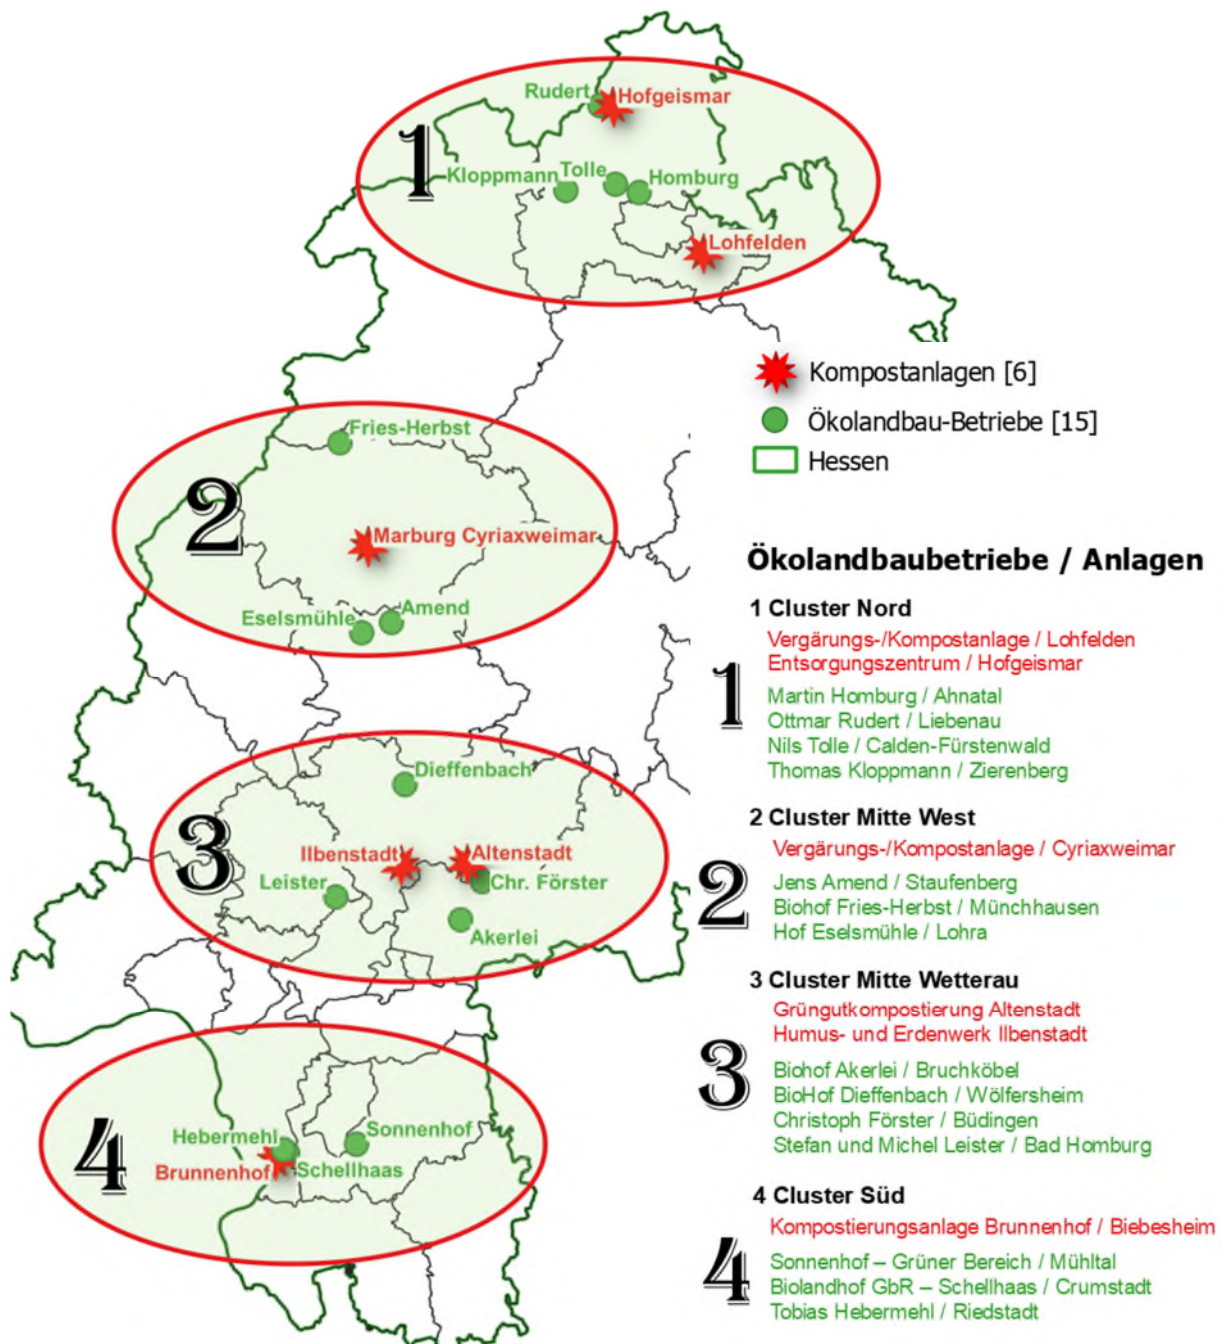 Rudert
Hofgeismar
1
Kloppmann
Tolle
Homburg
Lohfelden
Kompostanlagen [6]
Ökolandbau-Betriebe [15]
Hessen
Fries-Herbst
2
Marburg Cyriaxweimar
Eselsmühle
Amend
Dieffenbach
3
Ilbenstadt
Altenstadt
Leister
Chr. Förster
Akerlei
4
Hebermehl
Sonnenhof
Brunnenhof
Schellhaas
Ökolandbaubetriebe / Anlagen
1 Cluster Nord
Vergärungs-/Kompostanlage / Lohfelden
Entsorgungszentrum / Hofgeismar
1
Martin Homburg / Ahnatal
Ottmar Rudert / Liebenau
Nils Tolle / Calden-Fürstenwald
Thomas Kloppmann / Zierenberg
2 Cluster Mitte West
Vergärungs-/Kompostanlage / Cyriaxweimar
2
Jens Amend / Staufenberg
Biohof Fries-Herbst / Münchhausen
Hof Eselsmühle / Lohra
3 Cluster Mitte Wetterau
Grüngutkompostierung Altenstadt
Humus- und Erdenwerk Ilbenstadt
3
Biohof Akerlei / Bruchköbel
BioHof Dieffenbach / Wölfersheim
Christoph Förster / Büdingen
Stefan und Michel Leister / Bad Homburg
4 Cluster Süd
Kompostierungsanlage Brunnenhof / Biebesheim
4
Sonnenhof – Grüner Bereich / Mühltal
Biolandhof GbR – Schellhaas / Crumstadt
Tobias Hebermehl / Riedstadt